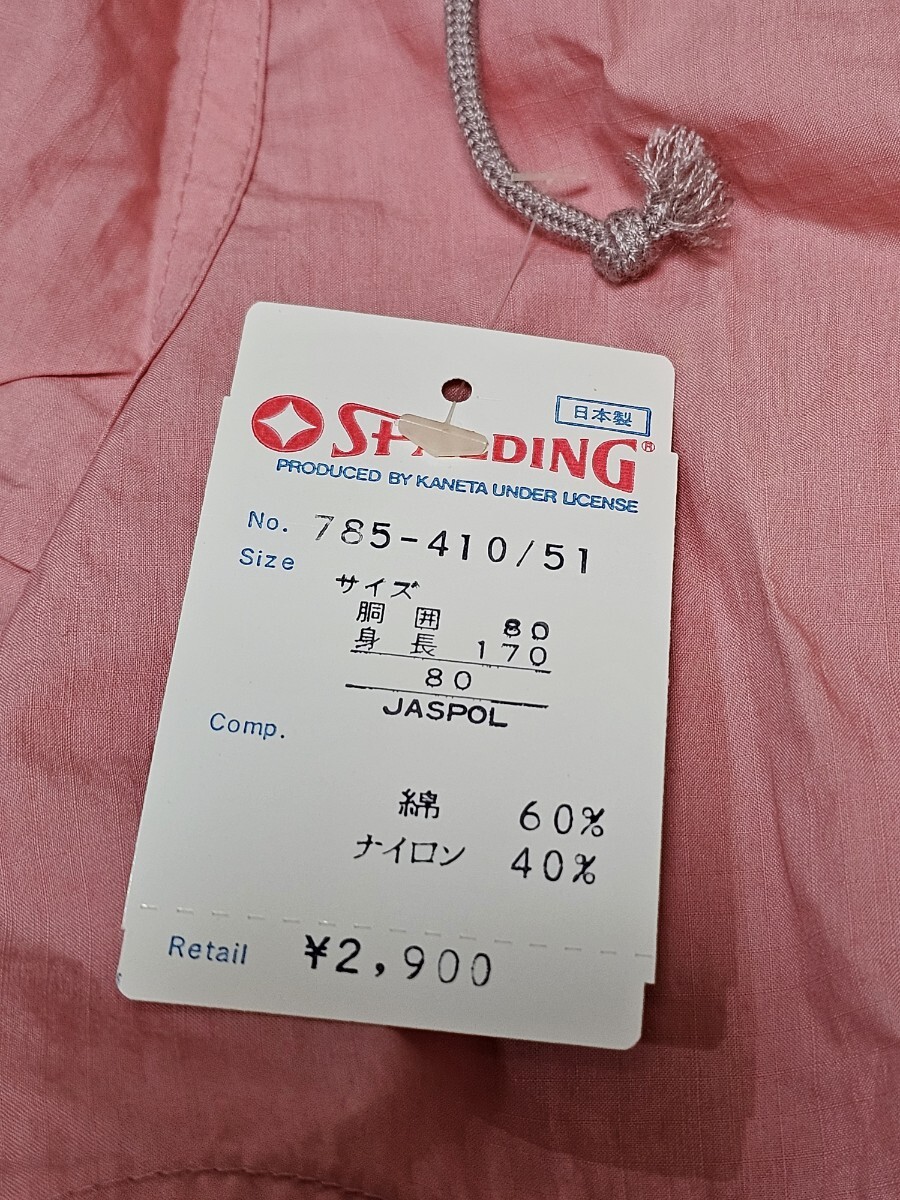 日本製
SPALDING®
PRODUCED BY KANETA UNDER LICENSE
No. 785-410/51
Size
サイズ
胴囲 80
身長 170
80
JASPOL
Comp.
綿 60%
ナイロン 40%
Retail ¥2,900